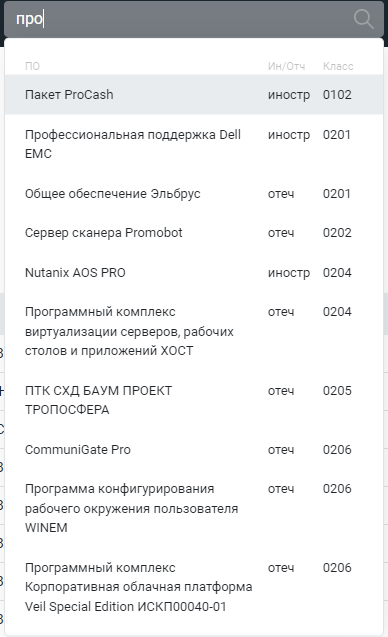 про
ПО Ин/Отч Класс
Пакет ProCash иностр 0102
Профессиональная поддержка Dell иностр 0201
EMC
Общее обеспечение Эльбрус отеч 0201
Сервер сканера Promobot отеч 0202
Nutanix AOS PRO иностр 0204
Программный комплекс отеч 0204
виртуализации серверов, рабочих
столов и приложений ХОСТ
ПТК СХД БАУМ ПРОЕКТ отеч 0205
ТРОПОСФЕРА
CommuniGate Pro отеч 0206
Программа конфигурирования отеч 0206
рабочего окружения пользователя
WINEM
Программный комплекс отеч 0206
Корпоративная облачная платформа
Veil Special Edition ИСКП00040-01